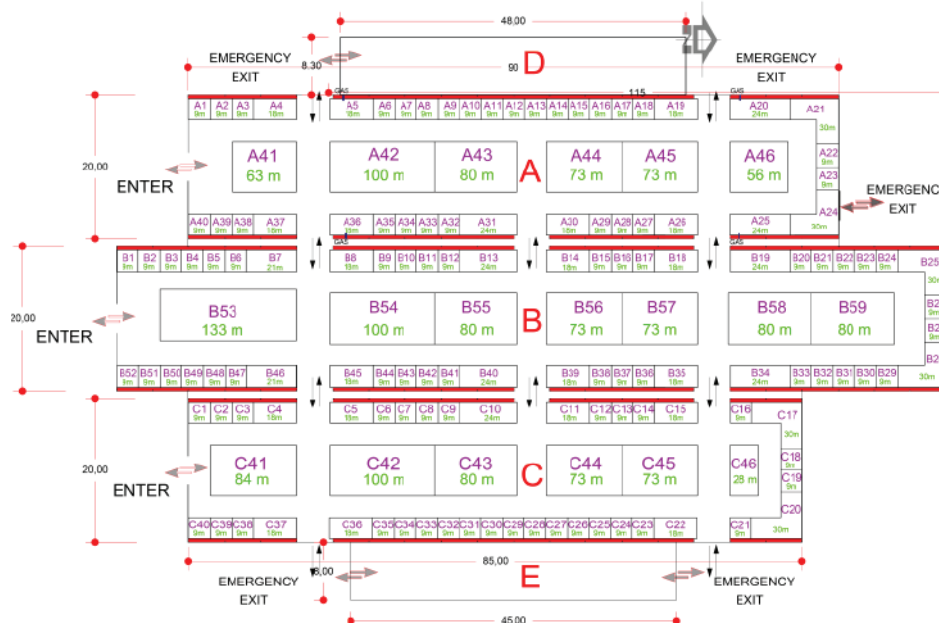 48,00
EMERGENCY EXIT
8.30
D
90
EMERGENCY EXIT
GAS
115
GAS
A1 A2 A3 A4 A5 A6 A7 A8 A9 A10 A11 A12 A13 A14 A15 A16 A17 A18 A19 A20 A21
9m 9m 9m 18m 18m 9m 9m 9m 9m 9m 9m 9m 9m 9m 9m 9m 9m 9m 18m 24m 30m
20,00
ENTER
A41 A42 A43 A A44 A45 A46 A22
63 m 100 m 80 m 73 m 73 m 56 m 9m
A23
9m
EMERGENC
EXIT
A24
30m
A40 A39 A38 A37 A36 A35 A34 A33 A32 A31 A30 A29 A28 A27 A26 A25
9m 9m 9m 18m 18m 9m 9m 9m 9m 24m 18m 9m 9m 9m 18m 24m
GAS
GAS
B1 B2 B3 B4 B5 B6 B7 B8 B9 B10 B11 B12 B13 B14 B15 B16 B17 B18 B19 B20 B21 B22 B23 B24 B25
9m 9m 9m 9m 9m 9m 21m 18m 9m 9m 9m 9m 24m 18m 9m 9m 9m 18m 24m 9m 9m 9m 9m 9m 30m
20,00
ENTER
B53 B54 B55 B B56 B57 B58 B59
133 m 100 m 80 m 73 m 73 m 80 m 80 m
9m
9m
B52 B51 B50 B49 B48 B47 B46 B45 B44 B43 B42 B41 B40 B39 B38 B37 B36 B35 B34 B33 B32 B31 B30 B29
9m 9m 9m 9m 9m 9m 21m 18m 9m 9m 9m 9m 24m 18m 9m 9m 9m 18m 24m 9m 9m 9m 9m 9m 30m
C1 C2 C3 C4 C5 C6 C7 C8 C9 C10 C11 C12 C13 C14 C15 C16 C17
9m 9m 9m 18m 18m 9m 9m 9m 9m 24m 18m 9m 9m 9m 18m 9m 30m
20,00
ENTER
C41 C42 C43 C C44 C45 C46 C18
84 m 100 m 80 m 73 m 73 m 28 m 9m
C19
9m
C20
30m
C40 C39 C38 C37 C36 C35 C34 C33 C32 C31 C30 C29 C28 C27 C26 C25 C24 C23 C22 C21
9m 9m 9m 18m 18m 9m 9m 9m 9m 9m 9m 9m 9m 9m 9m 9m 9m 9m 18m 9m
85,00
EMERGENCY EXIT
8,00
E
EMERGENCY EXIT
45,00